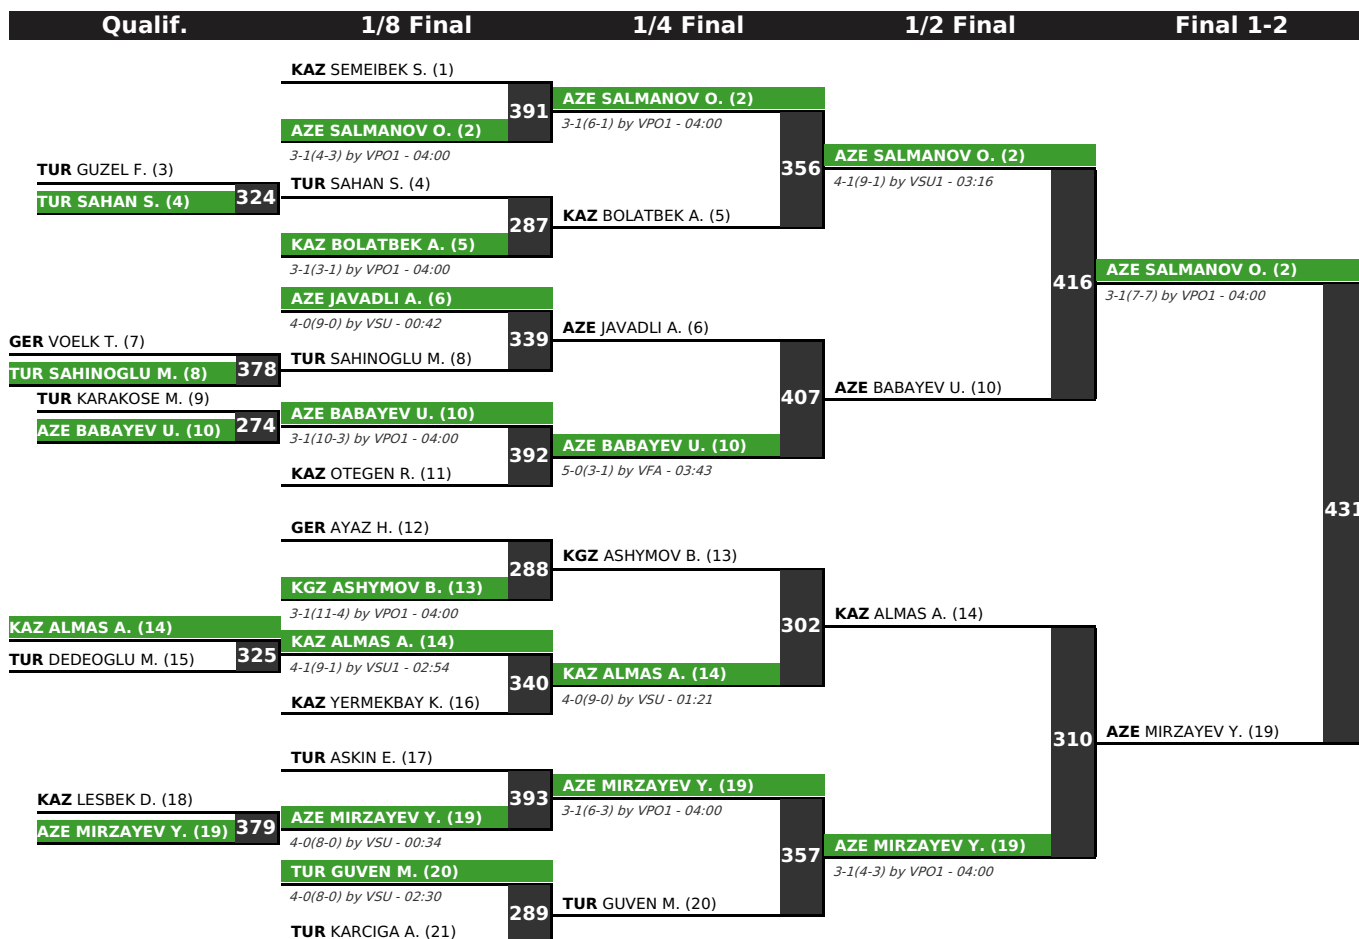 Qualif.
1/8 Final
1/4 Final
1/2 Final
Final 1-2
KAZ SEMEIBEK S. (1)
391
AZE SALMANOV O. (2)
3-1(4-3) by VPO1 - 04:00
TUR GUZEL F. (3)
324
TUR SAHAN S. (4)
TUR SAHAN S. (4)
287
KAZ BOLATBEK A. (5)
3-1(3-1) by VPO1 - 04:00
AZE JAVADLI A. (6)
4-0(9-0) by VSU - 00:42
339
GER VOELK T. (7)
378
TUR SAHINOGLU M. (8)
TUR SAHINOGLU M. (8)
TUR KARAKOSE M. (9)
274
AZE BABAYEV U. (10)
AZE BABAYEV U. (10)
3-1(10-3) by VPO1 - 04:00
392
KAZ OTEGEN R. (11)
GER AYAZ H. (12)
288
KGZ ASHYMOV B. (13)
3-1(11-4) by VPO1 - 04:00
KAZ ALMAS A. (14)
325
TUR DEDEOGLU M. (15)
KAZ ALMAS A. (14)
4-1(9-1) by VSU1 - 02:54
340
KAZ YERMEKBAY K. (16)
TUR ASKIN E. (17)
393
KAZ LESBEK D. (18)
379
AZE MIRZAYEV Y. (19)
AZE MIRZAYEV Y. (19)
4-0(8-0) by VSU - 00:34
TUR GUVEN M. (20)
4-0(8-0) by VSU - 02:30
289
TUR KARCIGA A. (21)
AZE SALMANOV O. (2)
3-1(6-1) by VPO1 - 04:00
356
KAZ BOLATBEK A. (5)
AZE JAVADLI A. (6)
407
AZE BABAYEV U. (10)
5-0(3-1) by VFA - 03:43
KGZ ASHYMOV B. (13)
302
KAZ ALMAS A. (14)
4-0(9-0) by VSU - 01:21
AZE MIRZAYEV Y. (19)
3-1(6-3) by VPO1 - 04:00
357
TUR GUVEN M. (20)
AZE SALMANOV O. (2)
4-1(9-1) by VSU1 - 03:16
416
AZE BABAYEV U. (10)
KAZ ALMAS A. (14)
310
AZE MIRZAYEV Y. (19)
3-1(4-3) by VPO1 - 04:00
AZE SALMANOV O. (2)
3-1(7-7) by VPO1 - 04:00
431
AZE MIRZAYEV Y. (19)